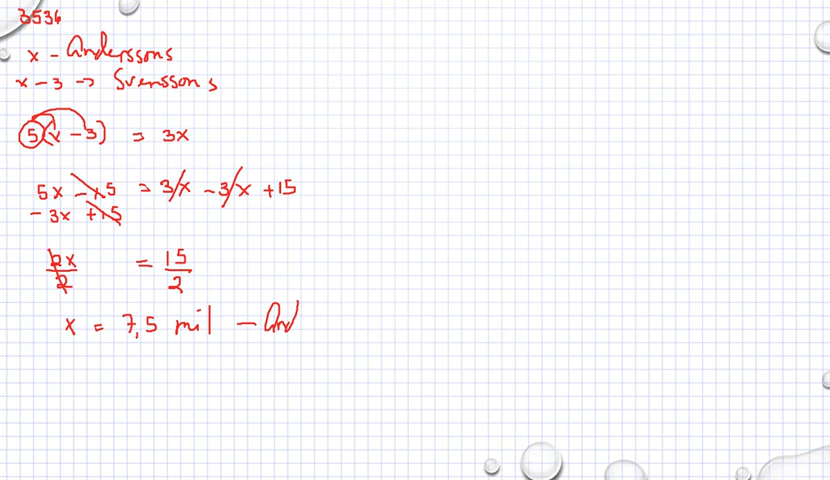 3536
x - Anderssons
x - 3 -> Svenssons
5(x - 3) = 3x
5x - 15 = 3x - 3x + 15
- 3x + 15
2x = 15
2 2
x = 7,5 mil - And